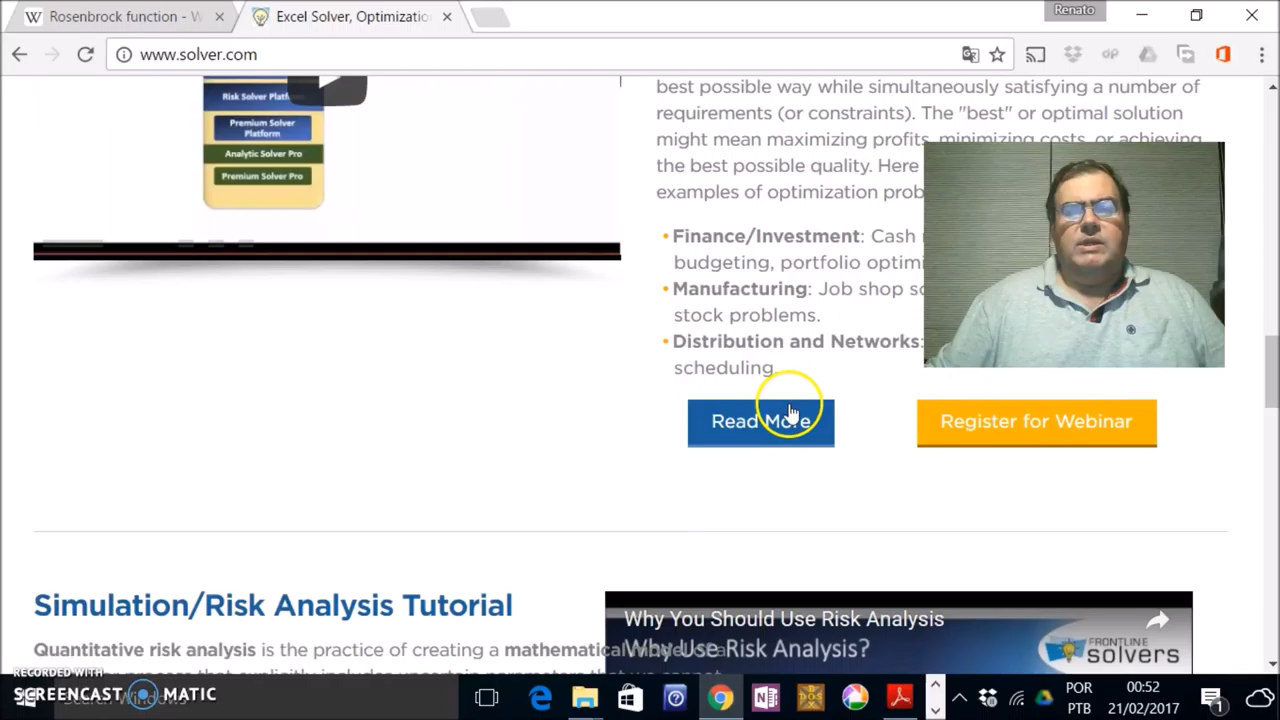 Rosenbrock function - W
Excel Solver, Optimizatio
Renato
www.solver.com
Risk Solver Platf
Premium Solver
Platform
Analytic Solver Pro
Premium Solver Pro
best possible way while simultaneously satisfying a number of
requirements (or constraints). The "best" or optimal solution
might mean maximizing profits, minimizing costs, or achieving
the best possible quality. Here
examples of optimization prob
• Finance/Investment: Cash
budgeting, portfolio optimi
• Manufacturing: Job shop sc
stock problems.
• Distribution and Networks:
scheduling.
Read More
Register for Webinar
Simulation/Risk Analysis Tutorial
Quantitative risk analysis is the practice of creating a mathematical
Why You Should Use Risk Analysis
Why Use Risk Analysis?
FRONTLINE
solvers
RECORDED WITH
SCREENCAST MATIC
Search Windows
POR
PTB
00:52
21/02/2017
1